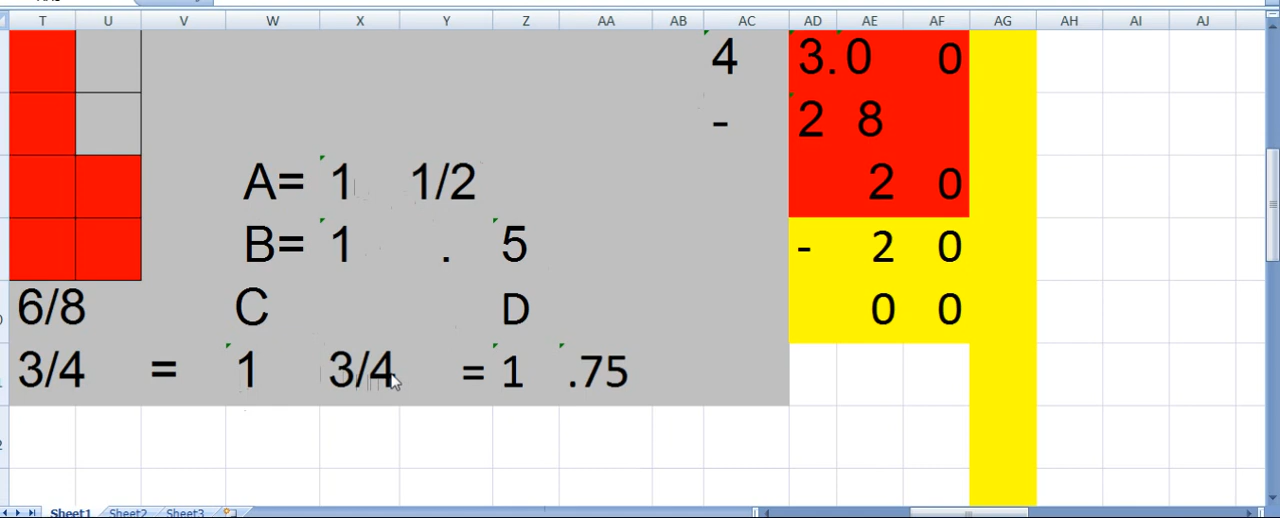 T U V W X Y Z AA AB AC AD AE AF AG AH AI AJ
4 3.0 0
- 2 8
A= 1 1/2 2 0
B= 1 . 5 - 2 0
6/8 C D 0 0
3/4 = 1 3/4 = 1 .75
Sheet1 Sheet2 Sheet3